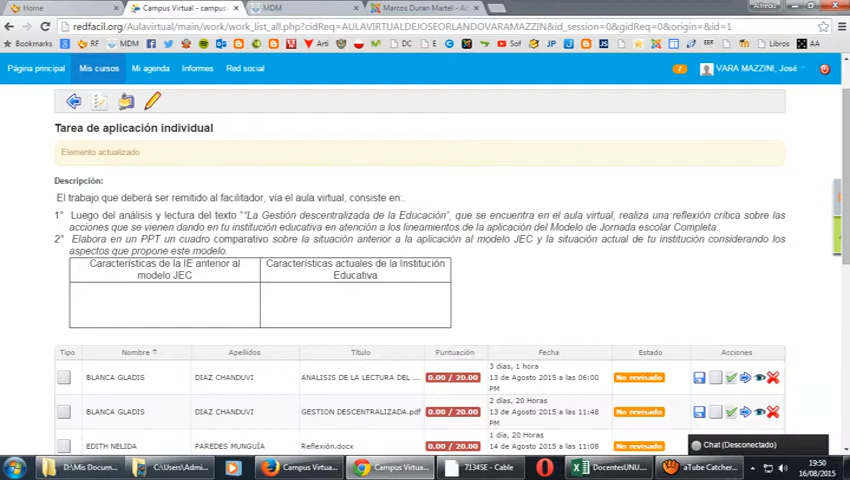 Home
Campus Virtual - campus
MDM
Marcos Duran Martel - A
Alfredo
redfacil.org/Aulavirtual/main/work/work_list_all.php?cidReq=AULAVIRTUALDEJOSEORLANDOVARAMAZZIN&id_session=0&gidReq=0&origin=&id=1
Bookmarks RF MDM Arti DC E C M Sof JP J B JS RF D Libros AA
Página principal Mis cursos Mi agenda Informes Red social VARA MAZZINI, José
Tarea de aplicación individual
Elemento actualizado
Descripción:
El trabajo que deberá ser remitido al facilitador, vía el aula virtual, consiste en:.
1° Luego del análisis y lectura del texto "“La Gestión descentralizada de la Educación”, que se encuentra en el aula virtual, realiza una reflexión crítica sobre las
acciones que se vienen dando en tu institución educativa en atención a los lineamientos de la aplicación del Modelo de Jornada escolar Completa:
2° Elabora en un PPT un cuadro comparativo sobre la situación anterior a la aplicación al modelo JEC y la situación actual de tu institución considerando los
aspectos que propone este modelo.
Características de la IE anterior al
modelo JEC
Características actuales de la Institución
Educativa
Tipo Nombre Apellidos Título Puntuación Fecha Estado Acciones
BLANCA GLADIS DIAZ CHANDUVI ANALISIS DE LA LECTURA DEL ... 0.00 / 20.00 3 días, 1 hora
13 de Agosto 2015 a las 06:00
PM
No revisado
BLANCA GLADIS DIAZ CHANDUVI GESTION DESCENTRALIZADA.pdf 0.00 / 20.00 2 días, 20 Horas
13 de Agosto 2015 a las 11:48
PM
No revisado
EDITH NELIDA PAREDES MUNGUÍA Reflexión.docx 0.00 / 20.00 1 día, 20 Horas
14 de Agosto 2015 a las 11:08
No revisado
Chat (Desconectado)
D:\Mis Docum...
C:\Users\Admi...
Campus Virtua...
Campus Virtua...
7134SE - Cable
DocentesUNU...
aTube Catcher...
19:50
16/08/2015